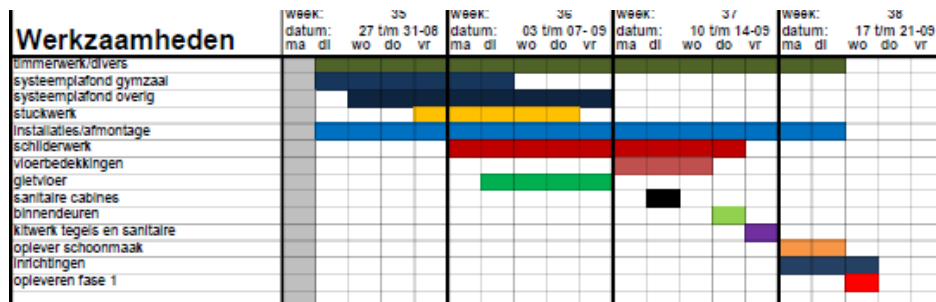 week: 35 week: 36 week: 37 week: 38
datum: 27 t/m 31-08 datum: 03 t/m 07- 09 datum: 10 t/m 14-09 datum: 17 t/m 21-09
Werkzaamheden ma di wo do vr ma di wo do vr ma di wo do vr ma di wo do vr
timmerwerk/divers
systeemplafond gymzaal
systeemplafond overig
stuckwerk
installaties/afmontage
schilderwerk
vloerbedekkingen
gietvloer
sanitaire cabines
binnendeuren
kitwerk tegels en sanitaire
oplever schoonmaak
inrichtingen
opleveren fase 1